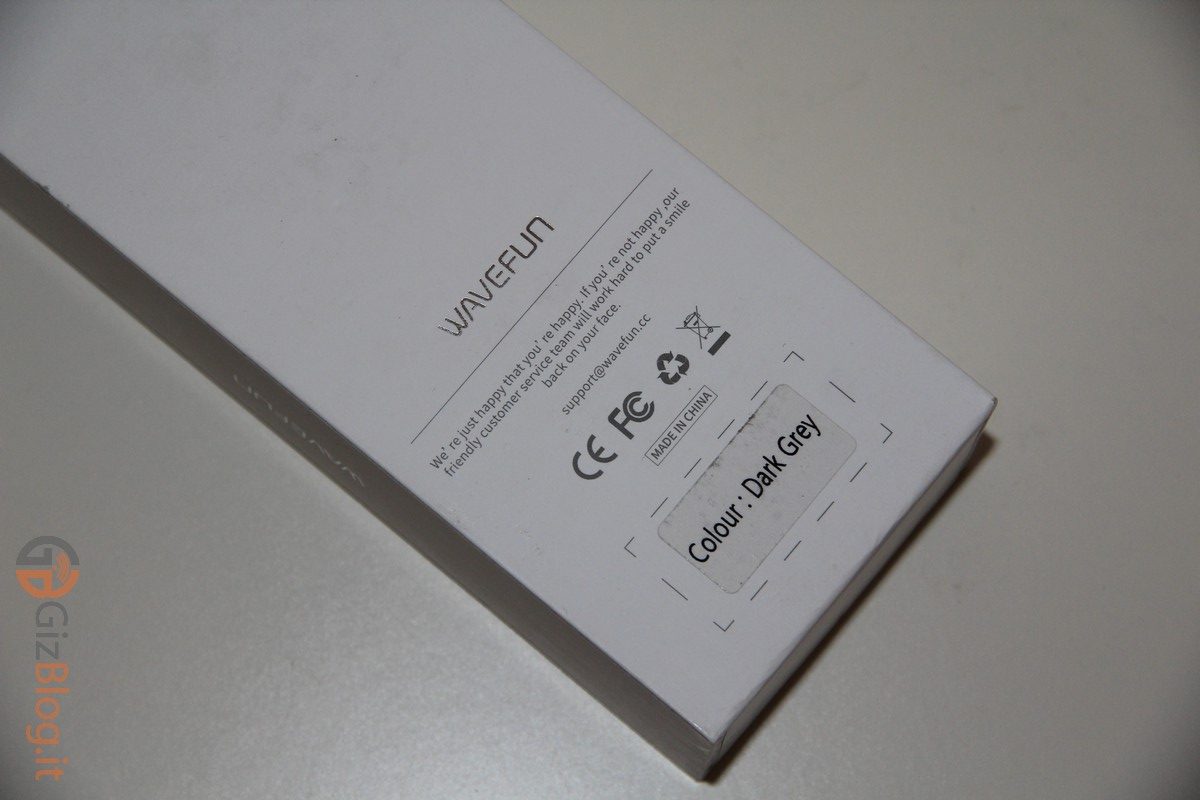 WAVEFUN
We're just happy that you're happy. If you're not happy ,our
friendly customer service team will work hard to put a smile
back on your face.
support@wavefun.cc
CE FC
MADE IN CHINA
Colour : Dark Grey
WAVEFUN
GizBlog.it